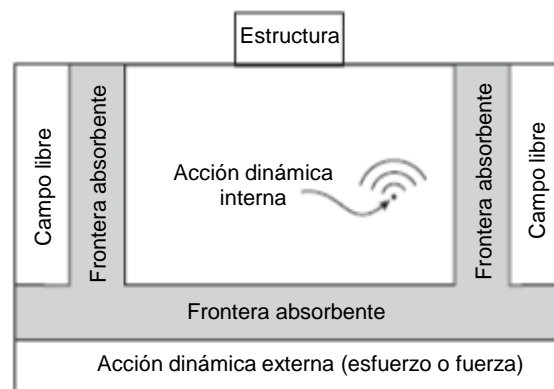 Estructura
Campo libre
Frontera absorbente
Acción dinámica
interna
Frontera absorbente
Campo libre
Frontera absorbente
Acción dinámica externa (esfuerzo o fuerza)